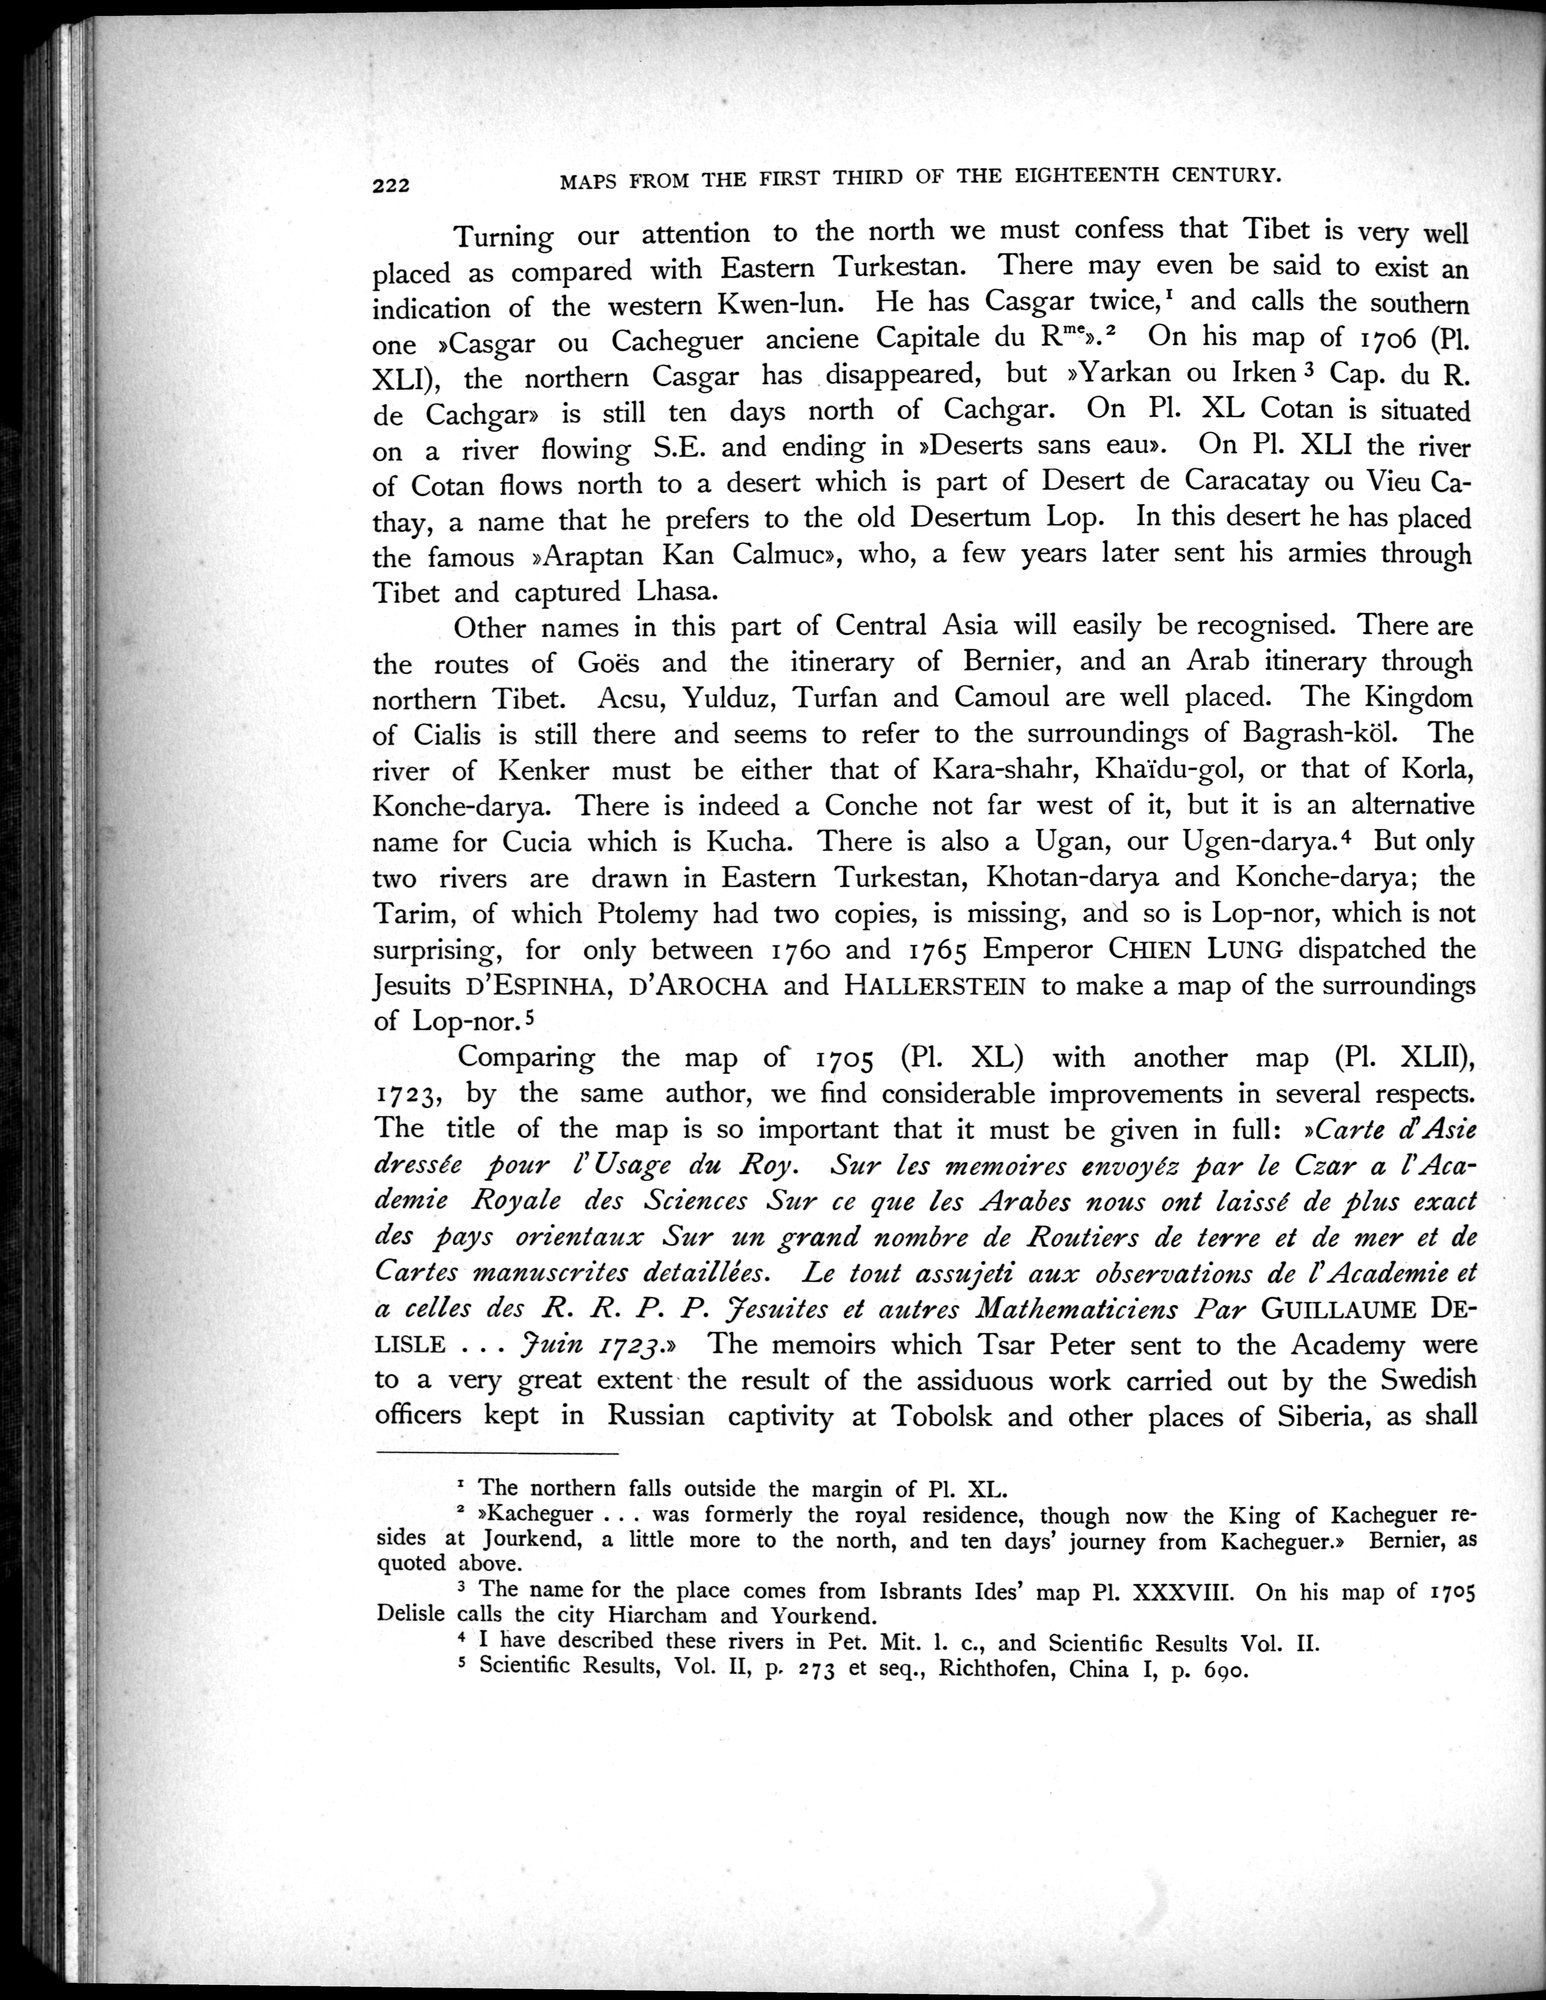 222 MAPS FROM THE FIRST THIRD OF THE EIGHTEENTH CENTURY.
Turning our attention to the north we must confess that Tibet is very well
placed as compared with Eastern Turkestan. There may even be said to exist an
indication of the western Kwen-lun. He has Casgar twice,¹ and calls the southern
one »Casgar ou Cacheguer anciene Capitale du Rᵐᵉ».² On his map of 1706 (Pl.
XLI), the northern Casgar has disappeared, but »Yarkan ou Irken³ Cap. du R.
de Cachgar» is still ten days north of Cachgar. On Pl. XL Cotan is situated
on a river flowing S.E. and ending in »Deserts sans eau». On Pl. XLI the river
of Cotan flows north to a desert which is part of Desert de Caracatay ou Vieu Ca-
thay, a name that he prefers to the old Desertum Lop. In this desert he has placed
the famous »Araptan Kan Calmuc», who, a few years later sent his armies through
Tibet and captured Lhasa.
Other names in this part of Central Asia will easily be recognised. There are
the routes of Goës and the itinerary of Bernier, and an Arab itinerary through
northern Tibet. Acsu, Yulduz, Turfan and Camoul are well placed. The Kingdom
of Cialis is still there and seems to refer to the surroundings of Bagrash-köl. The
river of Kenker must be either that of Kara-shahr, Khaïdu-gol, or that of Korla,
Konche-darya. There is indeed a Conche not far west of it, but it is an alternative
name for Cucia which is Kucha. There is also a Ugan, our Ugen-darya.⁴ But only
two rivers are drawn in Eastern Turkestan, Khotan-darya and Konche-darya; the
Tarim, of which Ptolemy had two copies, is missing, and so is Lop-nor, which is not
surprising, for only between 1760 and 1765 Emperor CHIEN LUNG dispatched the
Jesuits D'ESPINHA, D'AROCHA and HALLERSTEIN to make a map of the surroundings
of Lop-nor.⁵
Comparing the map of 1705 (Pl. XL) with another map (Pl. XLII),
1723, by the same author, we find considerable improvements in several respects.
The title of the map is so important that it must be given in full: »Carte d'Asie
dressée pour l'Usage du Roy. Sur les memoires envoyéz par le Czar a l'Aca-
demie Royale des Sciences Sur ce que les Arabes nous ont laissé de plus exact
des pays orientaux Sur un grand nombre de Routiers de terre et de mer et de
Cartes manuscrites detaillées. Le tout assujeti aux observations de l'Academie et
a celles des R. R. P. P. Jesuites et autres Mathematiciens Par GUILLAUME DE-
LISLE . . . Juin 1723.» The memoirs which Tsar Peter sent to the Academy were
to a very great extent the result of the assiduous work carried out by the Swedish
officers kept in Russian captivity at Tobolsk and other places of Siberia, as shall
¹ The northern falls outside the margin of Pl. XL.
² »Kacheguer . . . was formerly the royal residence, though now the King of Kacheguer re-
sides at Jourkend, a little more to the north, and ten days' journey from Kacheguer.» Bernier, as
quoted above.
³ The name for the place comes from Isbrants Ides' map Pl. XXXVIII. On his map of 1705
Delisle calls the city Hiarcham and Yourkend.
⁴ I have described these rivers in Pet. Mit. l. c., and Scientific Results Vol. II.
⁵ Scientific Results, Vol. II, p. 273 et seq., Richthofen, China I, p. 690.